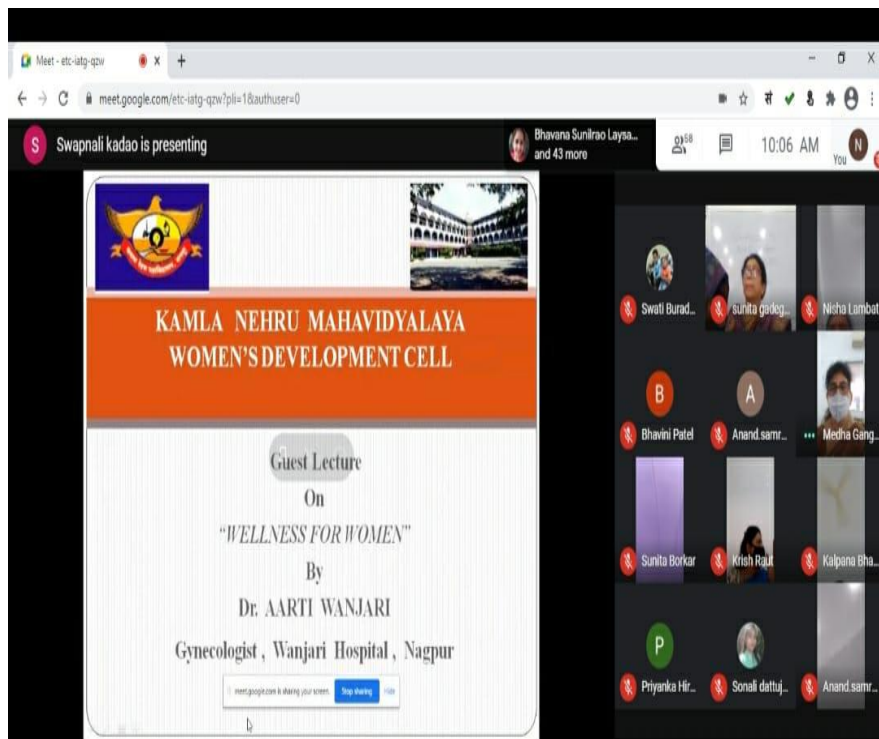 Meet - etc-iatg-qzw
meet.google.com/etc-iatg-qzw?pli=1&authuser=0
S
Swapnali kadao is presenting
Bhavana Sunilrao Laysa...
and 43 more
58
10:06 AM
You
N
KAMLA NEHRU MAHAVIDYALAYA
WOMEN'S DEVELOPMENT CELL
Guest Lecture
On
“WELLNESS FOR WOMEN”
By
Dr. AARTI WANJARI
Gynecologist , Wanjari Hospital , Nagpur
meet.google.com is sharing your screen.
Stop sharing
Hide
Swati Burad...
sunita gadeg...
Nisha Lambat
B
Bhavini Patel
A
Anand.samr...
Medha Gang...
Sunita Borkar
Krish Raut
Kalpana Bha...
P
Priyanka Hir...
Sonali dattuj...
Anand.samr...